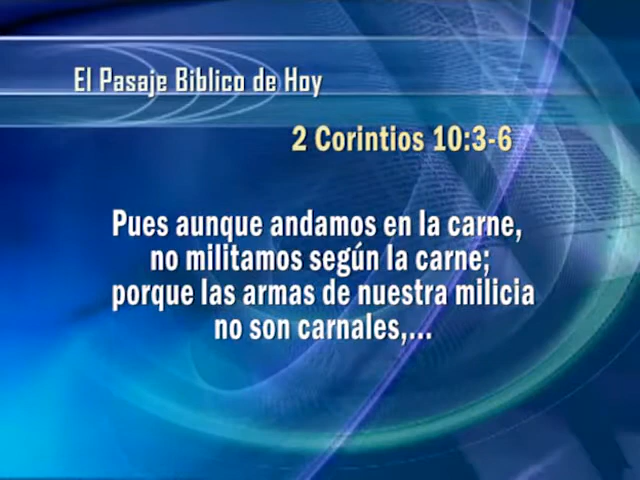 El Pasaje Biblico de Hoy
2 Corintios 10:3-6
Pues aunque andamos en la carne,
no militamos según la carne;
porque las armas de nuestra milicia
no son carnales,...